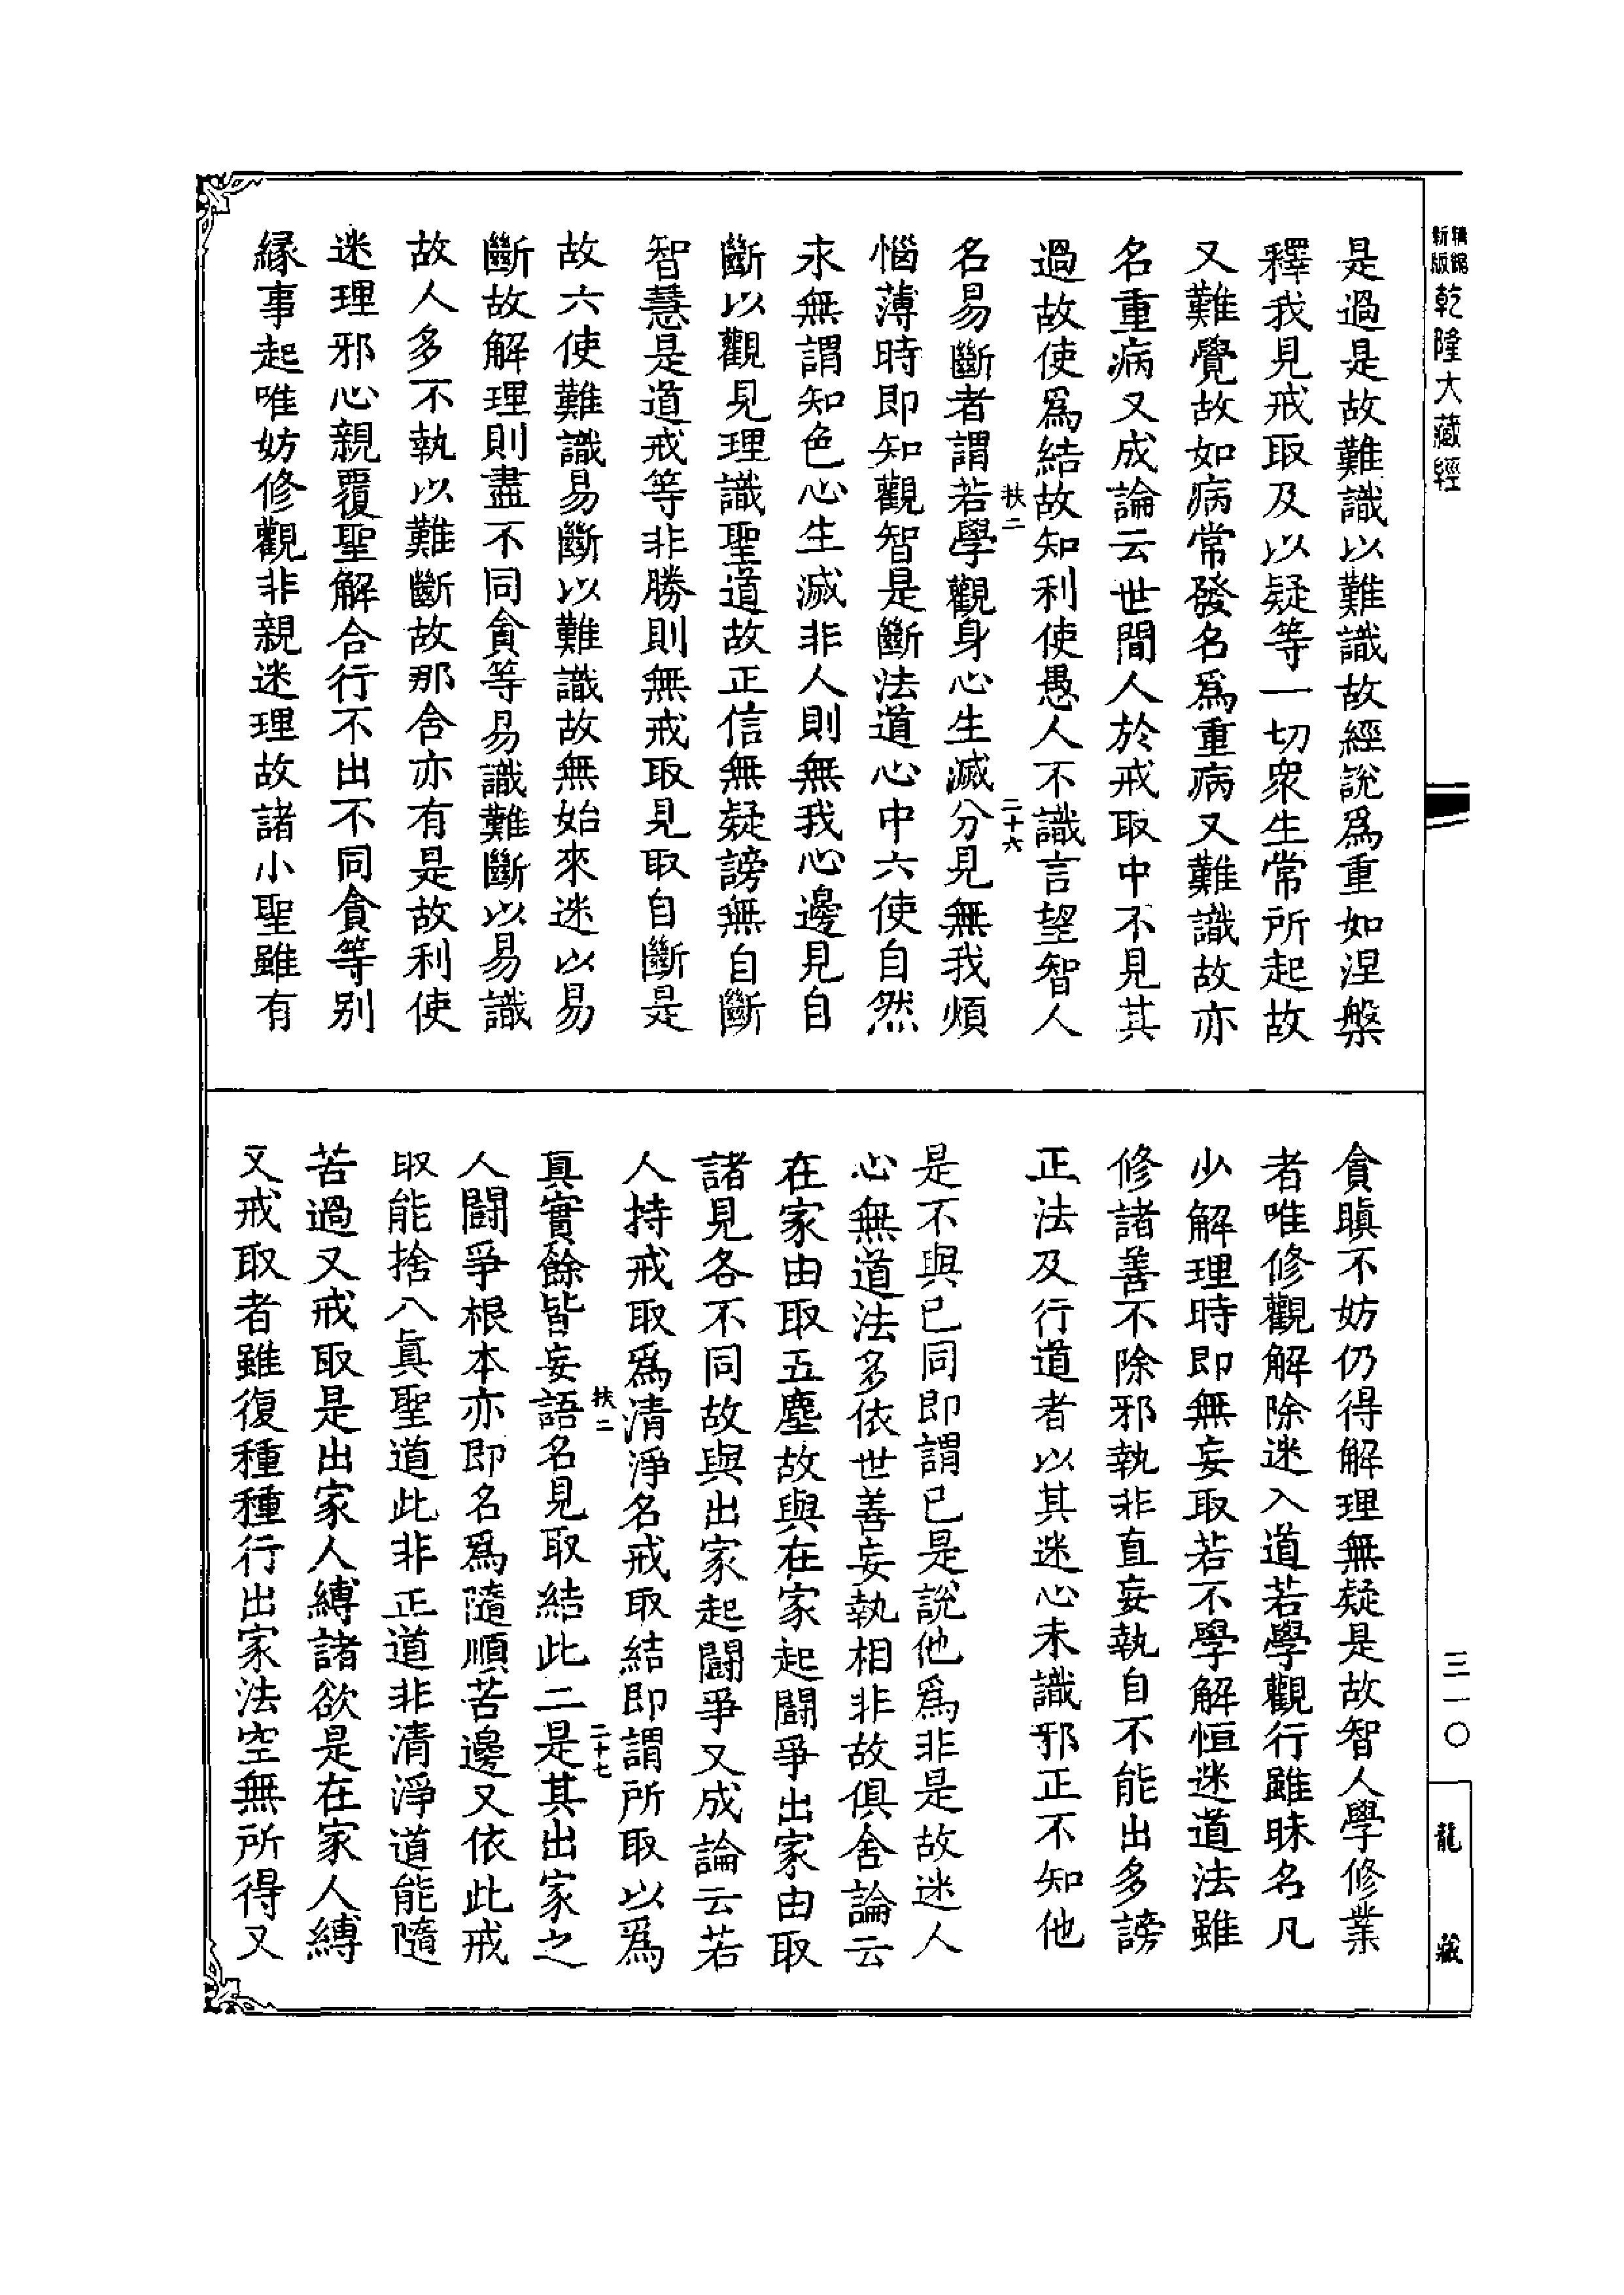 新版
精縮
乾隆大藏經
是過是故難識以難識故經說爲重如涅槃
釋我見戒取及以疑等一切衆生常所起故
又難覺故如病常發名爲重病又難識故亦
名重病又成論云世間人於戒取中不見其
過故使爲結故知利使愚人不識言望智人
扶二
二十六
名易斷者謂若學觀身心生滅分見無我煩
惱薄時即知觀智是斷法道心中六使自然
求無謂知色心生滅非人則無我心邊見自
斷以觀見理識聖道故正信無疑謗無自斷
智慧是道戒等非勝則無戒取見取自斷是
故六使難識易斷以難識故無始來迷以易
斷故解理則盡不同貪等易識難斷以易識
故人多不執以難斷故那含亦有是故利使
迷理邪心親覆聖解合行不出不同貪等别
縁事起唯妨修觀非親迷理故諸小聖雖有
貪瞋不妨仍得解理無疑是故智人學修業
者唯修觀解除迷入道若學觀行雖昧名凡
少解理時即無妄取若不學解恒迷道法雖
修諸善不除邪執非直妄執自不能出多謗
正法及行道者以其迷心未識邪正不知他
是不與已同即謂已是說他爲非是故迷人
心無道法多依世善妄執相非故俱舍論云
在家由取五塵故與在家起鬪爭出家由取
諸見各不同故與出家起鬪爭又成論云若
人持戒取爲清淨名戒取結即謂所取以爲
扶二
二十七
真實餘皆妄語名見取結此二是其出家之
人鬪爭根本亦即名爲隨順苦邊又依此戒
取能捨八眞聖道此非正道非清淨道能隨
苦過又戒取是出家人縛諸欲是在家人縛
又戒取者雖復種種行出家法空無所得又
三一〇
龍藏